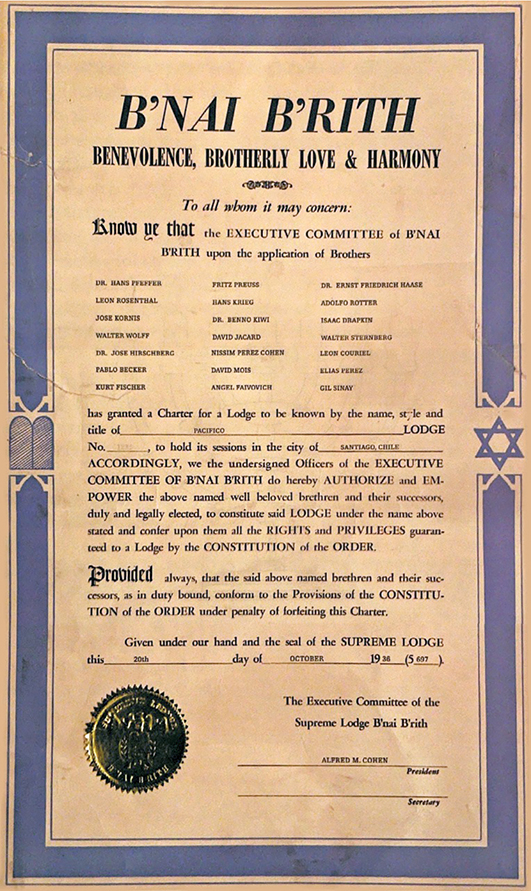 B'NAI B'RITH
BENEVOLENCE, BROTHERLY LOVE & HARMONY
To all whom it may concern:
Know ye that the EXECUTIVE COMMITTEE of B'NAI
B'RITH upon the application of Brothers
DR. HANS PFEFFER FRITZ PREUSS DR. ERNST FRIEDRICH HAASE
LEON ROSENTHAL HANS KRIEG ADOLFO ROTTER
JOSE KORNIS DR. BENNO KIWI ISAAC DRAPKIN
WALTER WOLFF DAVID JACARD WALTER STERNBERG
DR. JOSE HIRSCHBERG NISSIM PEREZ COHEN LEON COURIEL
PABLO BECKER DAVID MOIS ELIAS PEREZ
KURT FISCHER ANGEL FAIVOVICH GIL SINAY
has granted a Charter for a Lodge to be known by the name, style and
title of PACIFICO LODGE
No. , to hold its sessions in the city of SANTIAGO, CHILE
ACCORDINGLY, we the undersigned Officers of the EXECUTIVE
COMMITTEE OF B'NAI B'RITH do hereby AUTHORIZE and EM-
POWER the above named well beloved brethren and their successors,
duly and legally elected, to constitute said LODGE under the name above
stated and confer upon them all the RIGHTS and PRIVILEGES guaran-
teed to a Lodge by the CONSTITUTION of the ORDER.
Provided always, that the said above named brethren and their suc-
cessors, as in duty bound, conform to the Provisions of the CONSTITU-
TION of the ORDER under penalty of forfeiting this Charter.
Given under our hand and the seal of the SUPREME LODGE
this 20th day of OCTOBER 1936 (5697).
The Executive Committee of the
Supreme Lodge B'nai B'rith
ALFRED M. COHEN
President
Secretary
B'NAI B'RITH